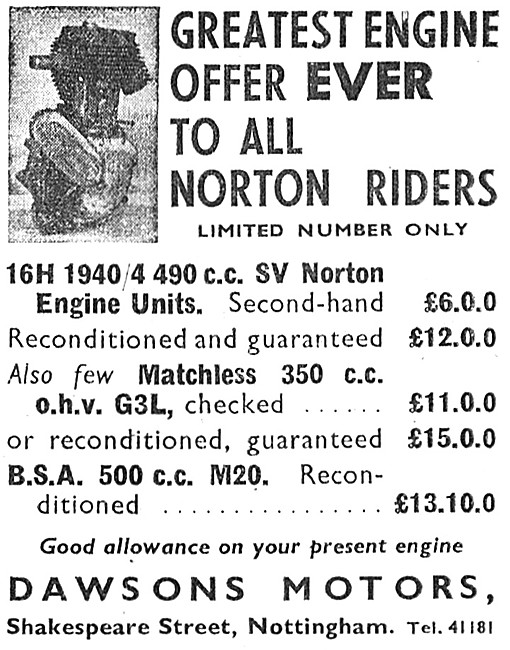 GREATEST ENGINE
OFFER EVER
TO ALL
NORTON RIDERS
LIMITED NUMBER ONLY
16H 1940/4 490 c.c. SV Norton
Engine Units. Second-hand £6.0.0
Reconditioned and guaranteed £12.0.0
Also few Matchless 350 c.c.
o.h.v. G3L, checked ...... £11.0.0
or reconditioned, guaranteed £15.0.0
B.S.A. 500 c.c. M20. Recon-
ditioned ................ £13.10.0
Good allowance on your present engine
DAWSONS MOTORS,
Shakespeare Street, Nottingham. Tel. 41181